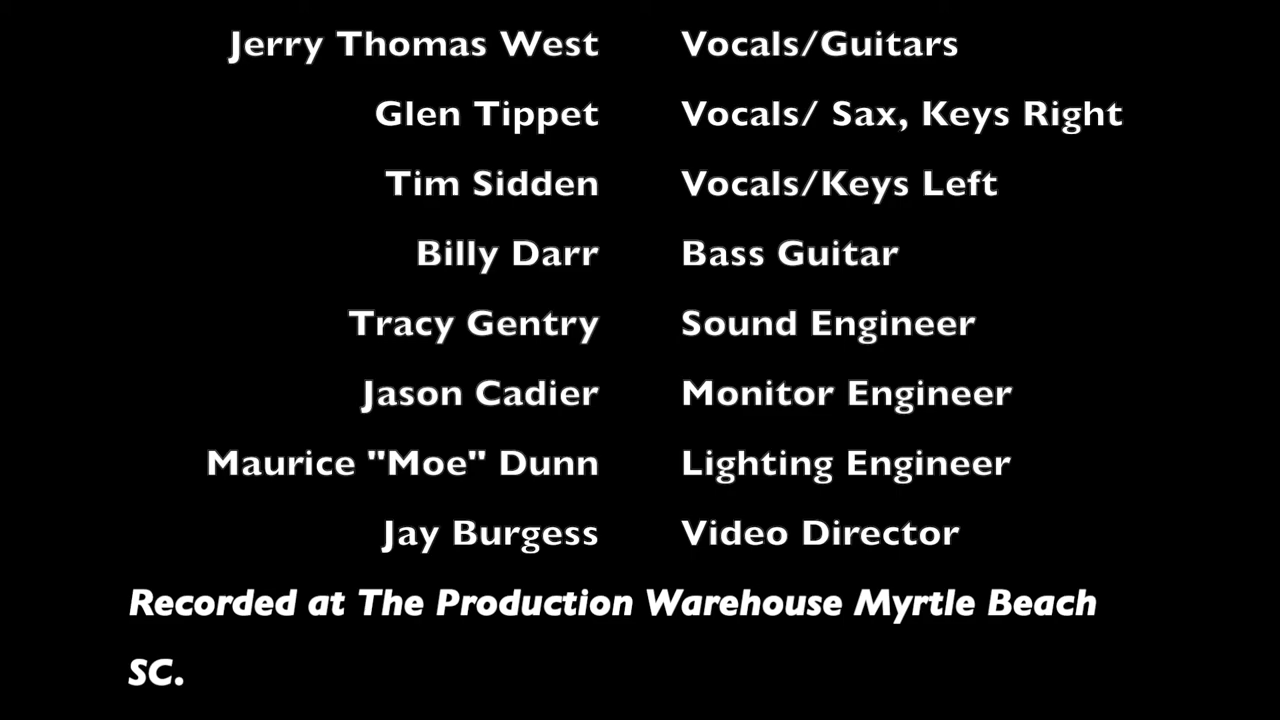 Jerry Thomas West Vocals/Guitars
Glen Tippet Vocals/ Sax, Keys Right
Tim Sidden Vocals/Keys Left
Billy Darr Bass Guitar
Tracy Gentry Sound Engineer
Jason Cadier Monitor Engineer
Maurice "Moe" Dunn Lighting Engineer
Jay Burgess Video Director
Recorded at The Production Warehouse Myrtle Beach
SC.